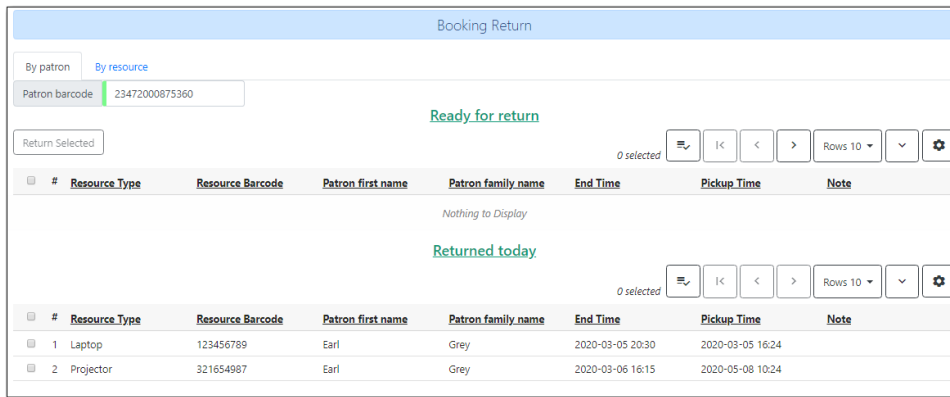 Booking Return
By patron By resource
Patron barcode 23472000875360
Ready for return
Return Selected 0 selected Rows 10
# Resource Type Resource Barcode Patron first name Patron family name End Time Pickup Time Note
Nothing to Display
Returned today
0 selected Rows 10
# Resource Type Resource Barcode Patron first name Patron family name End Time Pickup Time Note
1 Laptop 123456789 Earl Grey 2020-03-05 20:30 2020-03-05 16:24
2 Projector 321654987 Earl Grey 2020-03-06 16:15 2020-05-08 10:24